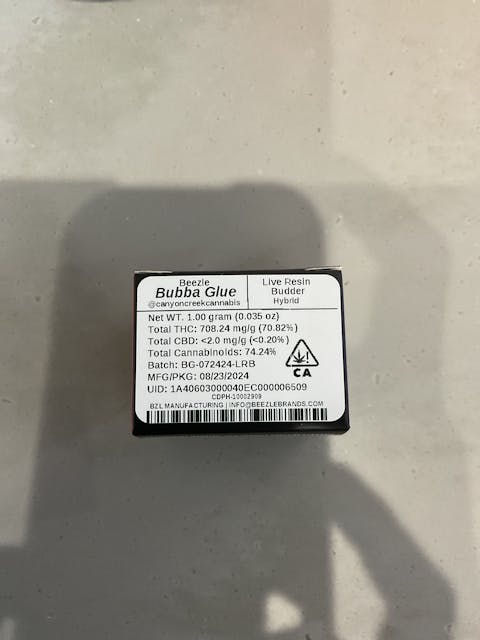 Beezle
Bubba Glue
@canyoncreekcannabis
Live Resin
Budder
Hybrid
Net WT. 1.00 gram (0.035 oz)
Total THC: 708.24 mg/g (70.82%)
Total CBD: <2.0 mg/g (<0.20%)
Total Cannabinoids: 74.24%
Batch: BG-072424-LRB
MFG/PKG: 08/23/2024
UID: 1A40603000040EC000006509
CDPH-10002909
BZL MANUFACTURING | INFO@BEEZLEBRANDS.COM
CA